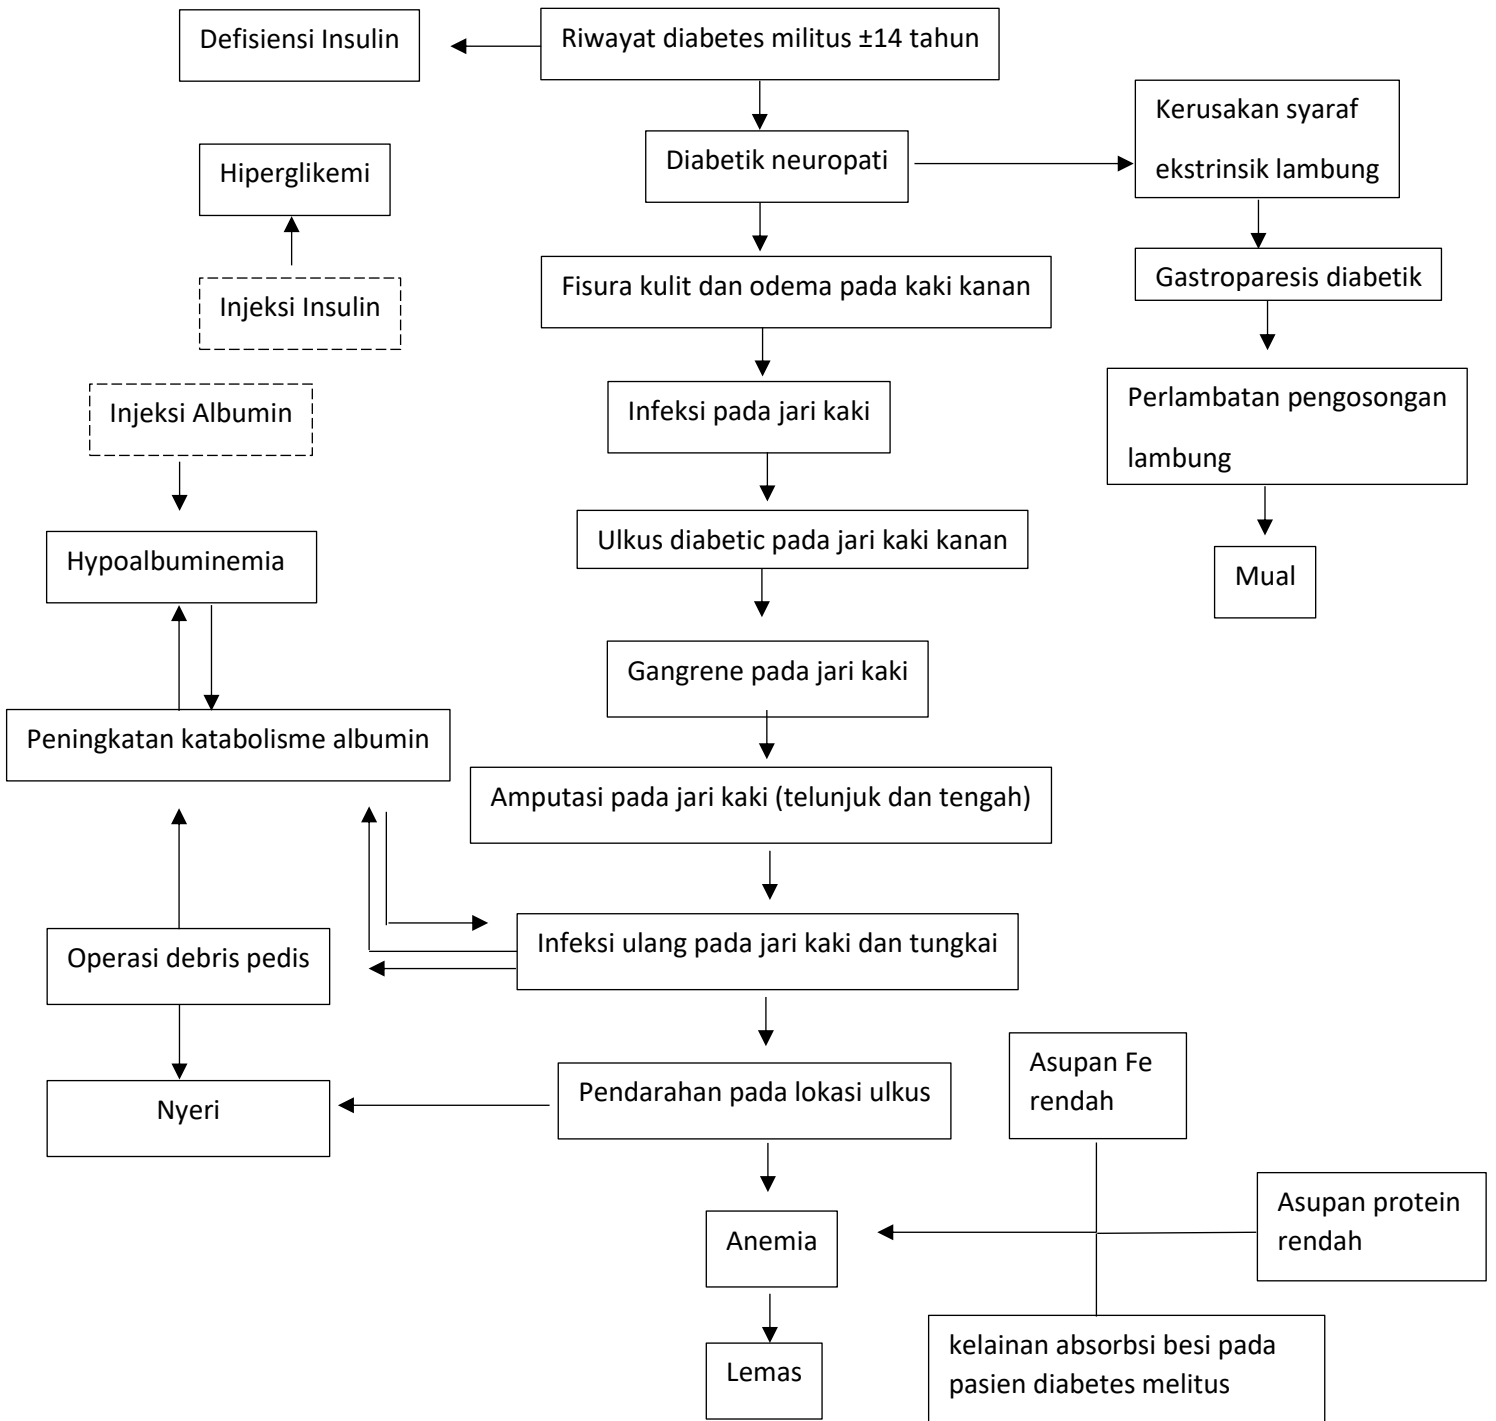 Defisiensi Insulin
Riwayat diabetes militus ±14 tahun
Kerusakan syaraf
ekstrinsik lambung
Hiperglikemi
Diabetik neuropati
Injeksi Insulin
Fisura kulit dan odema pada kaki kanan
Gastroparesis diabetik
Injeksi Albumin
Infeksi pada jari kaki
Perlambatan pengosongan
lambung
Hypoalbuminemia
Ulkus diabetic pada jari kaki kanan
Mual
Gangrene pada jari kaki
Peningkatan katabolisme albumin
Amputasi pada jari kaki (telunjuk dan tengah)
Operasi debris pedis
Infeksi ulang pada jari kaki dan tungkai
Nyeri
Pendarahan pada lokasi ulkus
Asupan Fe
rendah
Asupan protein
rendah
Anemia
Lemas
kelainan absorbsi besi pada
pasien diabetes melitus